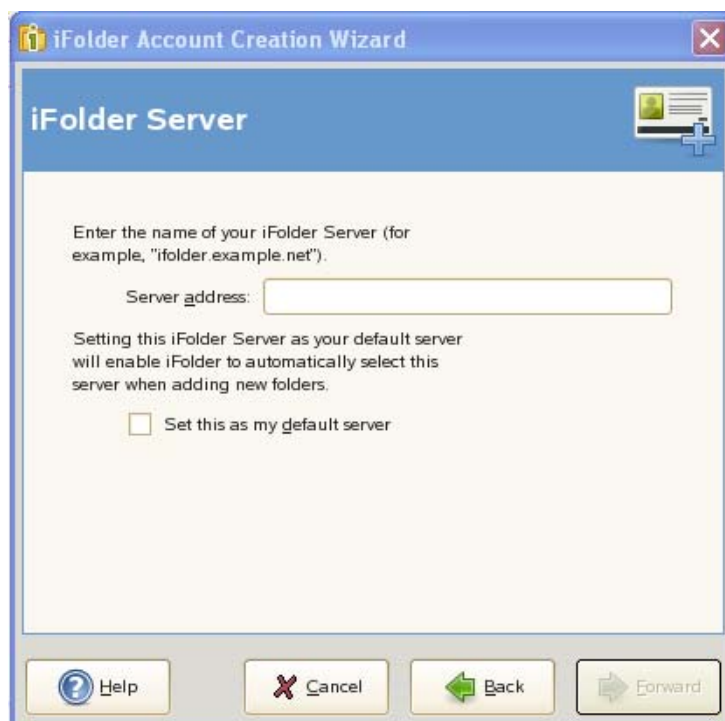 iFolder Account Creation Wizard
iFolder Server
Enter the name of your iFolder Server (for
example, "ifolder.example.net").
Server address:
Setting this iFolder Server as your default server
will enable iFolder to automatically select this
server when adding new folders.
Set this as my default server
Help
Cancel
Back
Forward